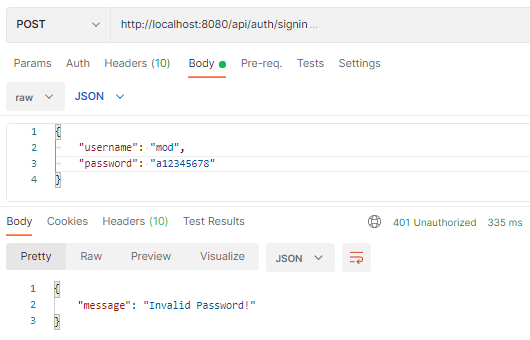 POST http://localhost:8080/api/auth/signin ...
Params Auth Headers (10) Body Pre-req. Tests Settings
raw JSON
1 {
2 "username": "mod",
3 "password": "a12345678"
4 }
Body Cookies Headers (10) Test Results 401 Unauthorized 335 ms
Pretty Raw Preview Visualize JSON
1 {
2 "message": "Invalid Password!"
3 }